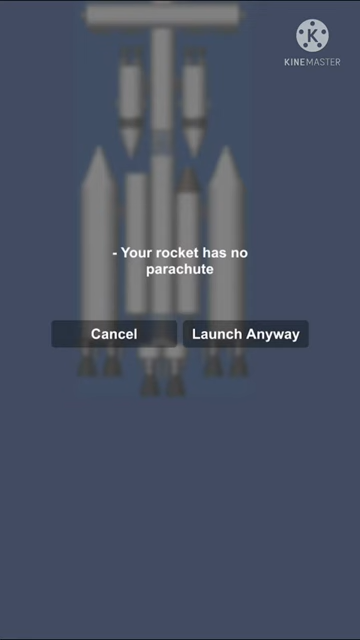 K
KINEMASTER
- Your rocket has no
parachute
Cancel
Launch Anyway